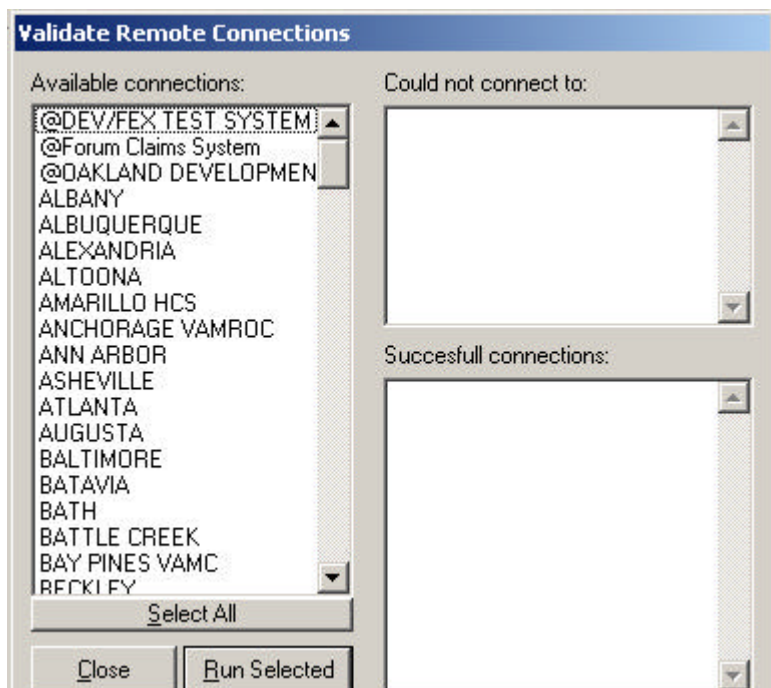 Validate Remote Connections
Available connections:
@DEV/FEX TEST SYSTEM
@Forum Claims System
@OAKLAND DEVELOPMEN
ALBANY
ALBUQUERQUE
ALEXANDRIA
ALTOONA
AMARILLO HCS
ANCHORAGE VAMROC
ANN ARBOR
ASHEVILLE
ATLANTA
AUGUSTA
BALTIMORE
BATAVIA
BATH
BATTLE CREEK
BAY PINES VAMC
BECKLEY
Select All
Close
Run Selected
Could not connect to:
Succesfull connections: